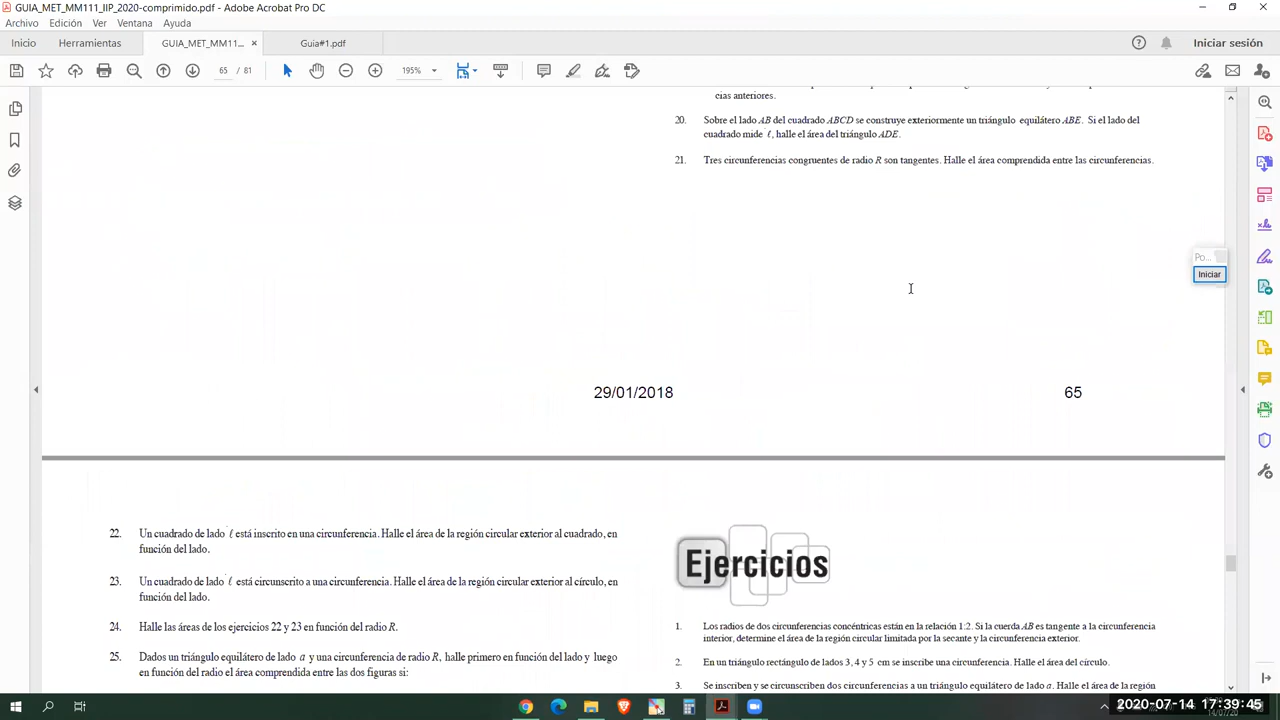 GUIA_MET_MM111_IIP_2020-comprimido.pdf - Adobe Acrobat Pro DC
Archivo Edición Ver Ventana Ayuda
Inicio Herramientas GUIA_MET_MM11... × Guia#1.pdf Iniciar sesión
65 / 81 195%
cias anteriores.
20. Sobre el lado AB del cuadrado ABCD se construye exteriormente un triángulo equilátero ABE. Si el lado del
cuadrado mide ℓ, halle el área del triángulo ADE.
21. Tres circunferencias congruentes de radio R son tangentes. Halle el área comprendida entre las circunferencias.
Po...
Iniciar
29/01/2018 65
22. Un cuadrado de lado ℓ está inscrito en una circunferencia. Halle el área de la región circular exterior al cuadrado, en
función del lado.
23. Un cuadrado de lado ℓ está circunscrito a una circunferencia. Halle el área de la región circular exterior al círculo, en
función del lado.
24. Halle las áreas de los ejercicios 22 y 23 en función del radio R.
25. Dados un triángulo equilátero de lado a y una circunferencia de radio R, halle primero en función del lado y luego
en función del radio el área comprendida entre las dos figuras si:
Ejercicios
1. Los radios de dos circunferencias concéntricas están en la relación 1:2. Si la cuerda AB es tangente a la circunferencia
interior, determine el área de la región circular limitada por la secante y la circunferencia exterior.
2. En un triángulo rectángulo de lados 3, 4 y 5 cm se inscribe una circunferencia. Halle el área del círculo.
3. Se inscriben y se circunscriben dos circunferencias a un triángulo equilátero de lado a. Halle el área de la región
2020-07-14 17:39:45